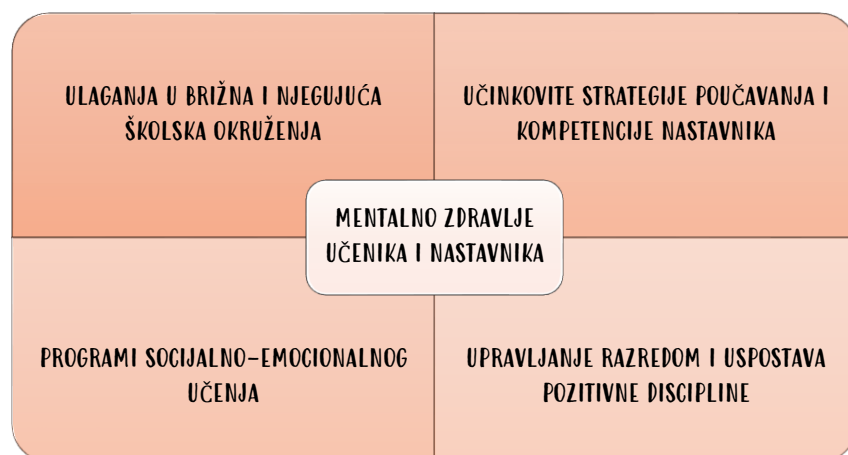 ULAGANJA U BRIŽNA I NJEGUJUĆA
ŠKOLSKA OKRUŽENJA
UČINKOVITE STRATEGIJE POUČAVANJA I
KOMPETENCIJE NASTAVNIKA
MENTALNO ZDRAVLJE
UČENIKA I NASTAVNIKA
PROGRAMI SOCIJALNO-EMOCIONALNOG
UČENJA
UPRAVLJANJE RAZREDOM I USPOSTAVA
POZITIVNE DISCIPLINE